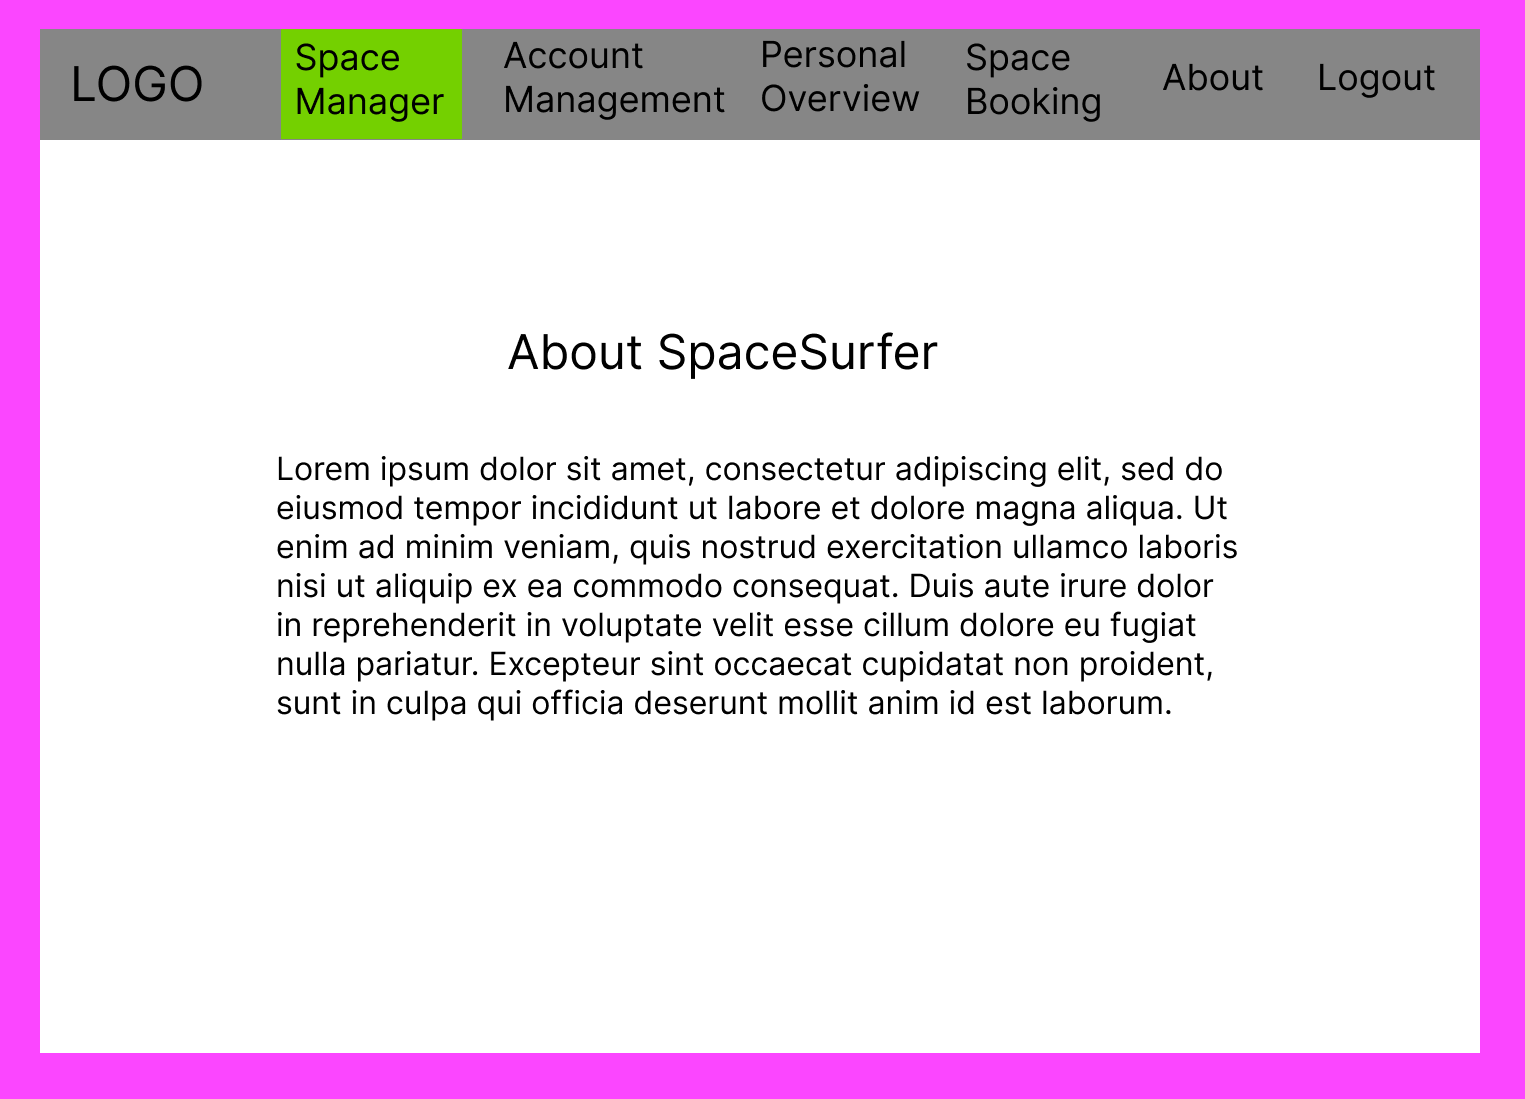 LOGO
Space
Manager
Account
Management
Personal
Overview
Space
Booking
About
Logout
About SpaceSurfer
Lorem ipsum dolor sit amet, consectetur adipiscing elit, sed do
eiusmod tempor incididunt ut labore et dolore magna aliqua. Ut
enim ad minim veniam, quis nostrud exercitation ullamco laboris
nisi ut aliquip ex ea commodo consequat. Duis aute irure dolor
in reprehenderit in voluptate velit esse cillum dolore eu fugiat
nulla pariatur. Excepteur sint occaecat cupidatat non proident,
sunt in culpa qui officia deserunt mollit anim id est laborum.